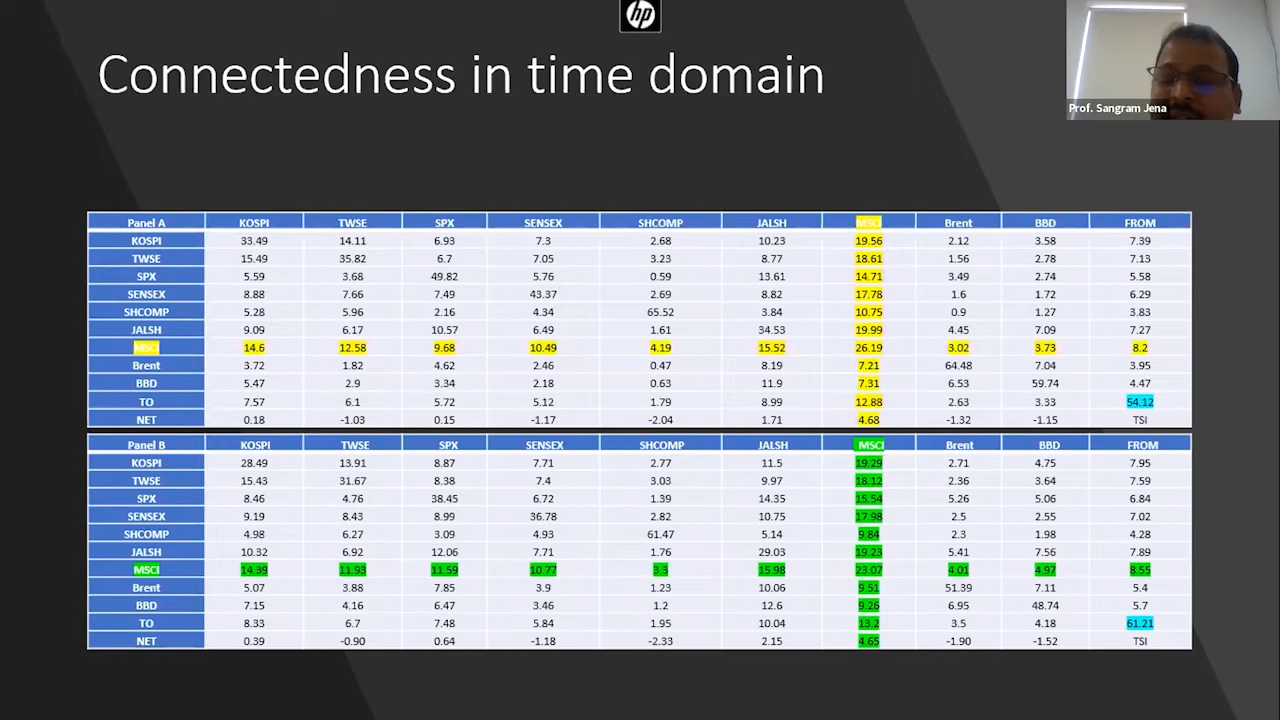 hp
Connectedness in time domain
Prof. Sangram Jena
Panel A KOSPI TWSE SPX SENSEX SHCOMP JALSH MSCI Brent BBD FROM
KOSPI 33.49 14.11 6.93 7.3 2.68 10.23 19.56 2.12 3.58 7.39
TWSE 15.49 35.82 6.7 7.05 3.23 8.77 18.61 1.56 2.78 7.13
SPX 5.59 3.68 49.82 5.76 0.59 13.61 14.71 3.49 2.74 5.58
SENSEX 8.88 7.66 7.49 43.37 2.69 8.82 17.78 1.6 1.72 6.29
SHCOMP 5.28 5.96 2.16 4.34 65.52 3.84 10.75 0.9 1.27 3.83
JALSH 9.09 6.17 10.57 6.49 1.61 34.53 19.99 4.45 7.09 7.27
MSCI 14.6 12.58 9.68 10.49 4.19 15.52 26.19 3.02 3.73 8.2
Brent 3.72 1.82 4.62 2.46 0.47 8.19 7.21 64.48 7.04 3.95
BBD 5.47 2.9 3.34 2.18 0.63 11.9 7.31 6.53 59.74 4.47
TO 7.57 6.1 5.72 5.12 1.79 8.99 12.88 2.63 3.33 54.12
NET 0.18 -1.03 0.15 -1.17 -2.04 1.71 4.68 -1.32 -1.15 TSI
Panel B KOSPI TWSE SPX SENSEX SHCOMP JALSH MSCI Brent BBD FROM
KOSPI 28.49 13.91 8.87 7.71 2.77 11.5 19.29 2.71 4.75 7.95
TWSE 15.43 31.67 8.38 7.4 3.03 9.97 18.12 2.36 3.64 7.59
SPX 8.46 4.76 38.45 6.72 1.39 14.35 15.54 5.26 5.06 6.84
SENSEX 9.19 8.43 8.99 36.78 2.82 10.75 17.98 2.5 2.55 7.02
SHCOMP 4.98 6.27 3.09 4.93 61.47 5.14 9.84 2.3 1.98 4.28
JALSH 10.32 6.92 12.06 7.71 1.76 29.03 19.23 5.41 7.56 7.89
MSCI 14.39 11.93 11.59 10.77 3.3 15.98 23.07 4.01 4.97 8.55
Brent 5.07 3.88 7.85 3.9 1.23 10.06 9.51 51.39 7.11 5.4
BBD 7.15 4.16 6.47 3.46 1.2 12.6 9.26 6.95 48.74 5.7
TO 8.33 6.7 7.48 5.84 1.95 10.04 13.2 3.5 4.18 61.21
NET 0.39 -0.90 0.64 -1.18 -2.33 2.15 4.65 -1.90 -1.52 TSI